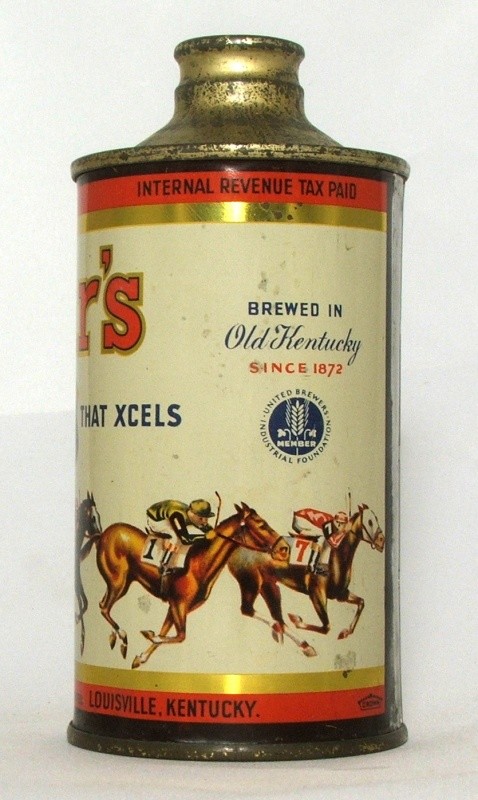 INTERNAL REVENUE TAX PAID
r's
BREWED IN
Old Kentucky
SINCE 1872
THAT XCELS
UNITED BREWERS
INDUSTRIAL FOUNDATION
MEMBER
1
7
7
LOUISVILLE, KENTUCKY.